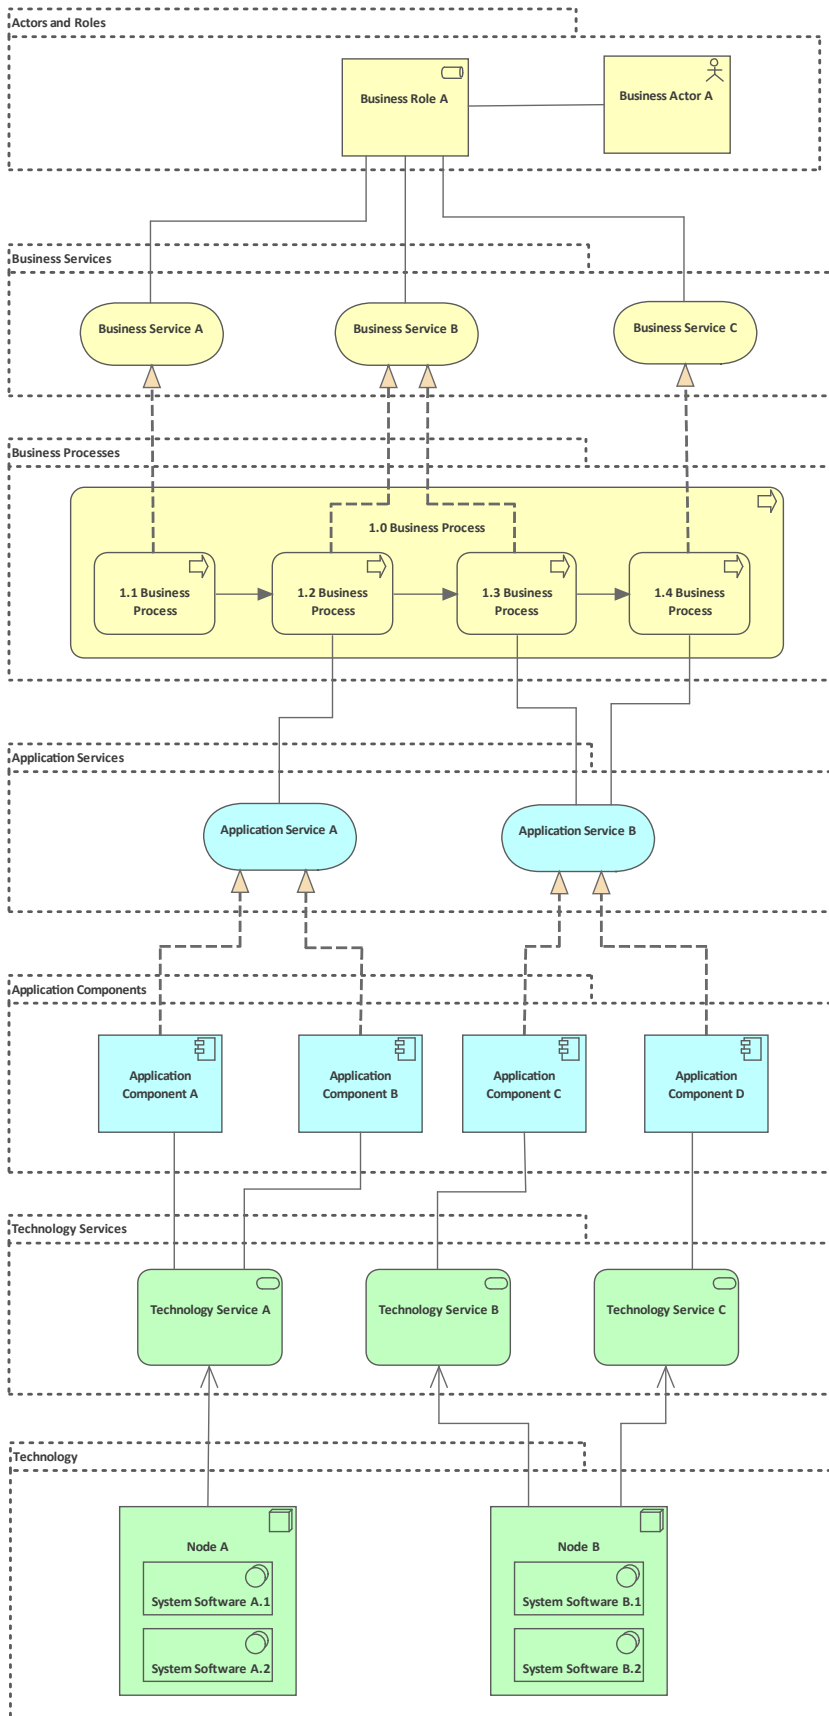 Actors and Roles
Business Role A
Business Actor A
Business Services
Business Service A
Business Service B
Business Service C
Business Processes
1.0 Business Process
1.1 Business
Process
1.2 Business
Process
1.3 Business
Process
1.4 Business
Process
Application Services
Application Service A
Application Service B
Application Components
Application
Component A
Application
Component B
Application
Component C
Application
Component D
Technology Services
Technology Service A
Technology Service B
Technology Service C
Technology
Node A
System Software A.1
System Software A.2
Node B
System Software B.1
System Software B.2